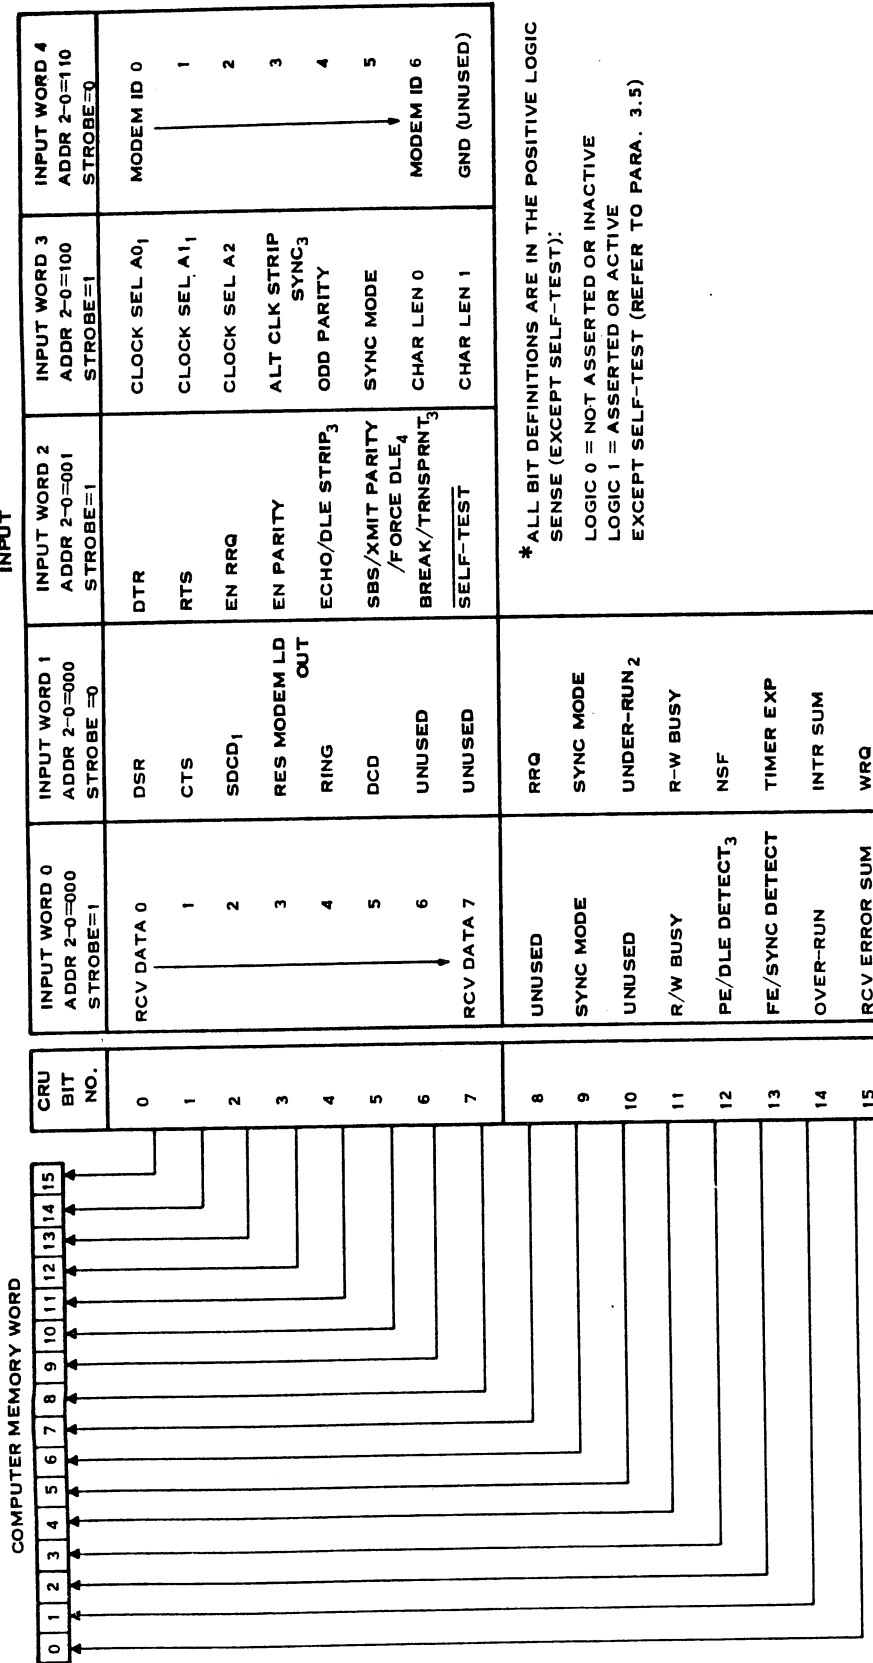 INPUT
COMPUTER MEMORY WORD
0 1 2 3 4 5 6 7 8 9 10 11 12 13 14 15
CRU BIT NO.
INPUT WORD 0
ADDR 2-0=000
STROBE=1
INPUT WORD 1
ADDR 2-0=000
STROBE =0
INPUT WORD 2
ADDR 2-0=001
STROBE=1
INPUT WORD 3
ADDR 2-0=100
STROBE=1
INPUT WORD 4
ADDR 2-0=110
STROBE=0
0 RCV DATA 0 DSR DTR CLOCK SEL A0₁ MODEM ID 0
1 1 CTS RTS CLOCK SEL A1₁ 1
2 2 SDCD₁ EN RRQ CLOCK SEL A2 2
3 3 RES MODEM LD OUT EN PARITY ALT CLK STRIP SYNC₃ 3
4 4 RING ECHO/DLE STRIP₃ ODD PARITY 4
5 5 DCD SBS/XMIT PARITY /FORCE DLE₄ SYNC MODE 5
6 6 UNUSED BREAK/TRNSPRNT₃ CHAR LEN 0 MODEM ID 6
7 RCV DATA 7 UNUSED SELF-TEST CHAR LEN 1 GND (UNUSED)
8 UNUSED RRQ
9 SYNC MODE SYNC MODE
10 UNUSED UNDER-RUN₂
11 R/W BUSY R-W BUSY
12 PE/DLE DETECT₃ NSF
13 FE/SYNC DETECT TIMER EXP
14 OVER-RUN INTR SUM
15 RCV ERROR SUM WRQ
*ALL BIT DEFINITIONS ARE IN THE POSITIVE LOGIC
SENSE (EXCEPT SELF-TEST):
LOGIC 0 = NOT ASSERTED OR INACTIVE
LOGIC 1 = ASSERTED OR ACTIVE
EXCEPT SELF-TEST (REFER TO PARA. 3.5)